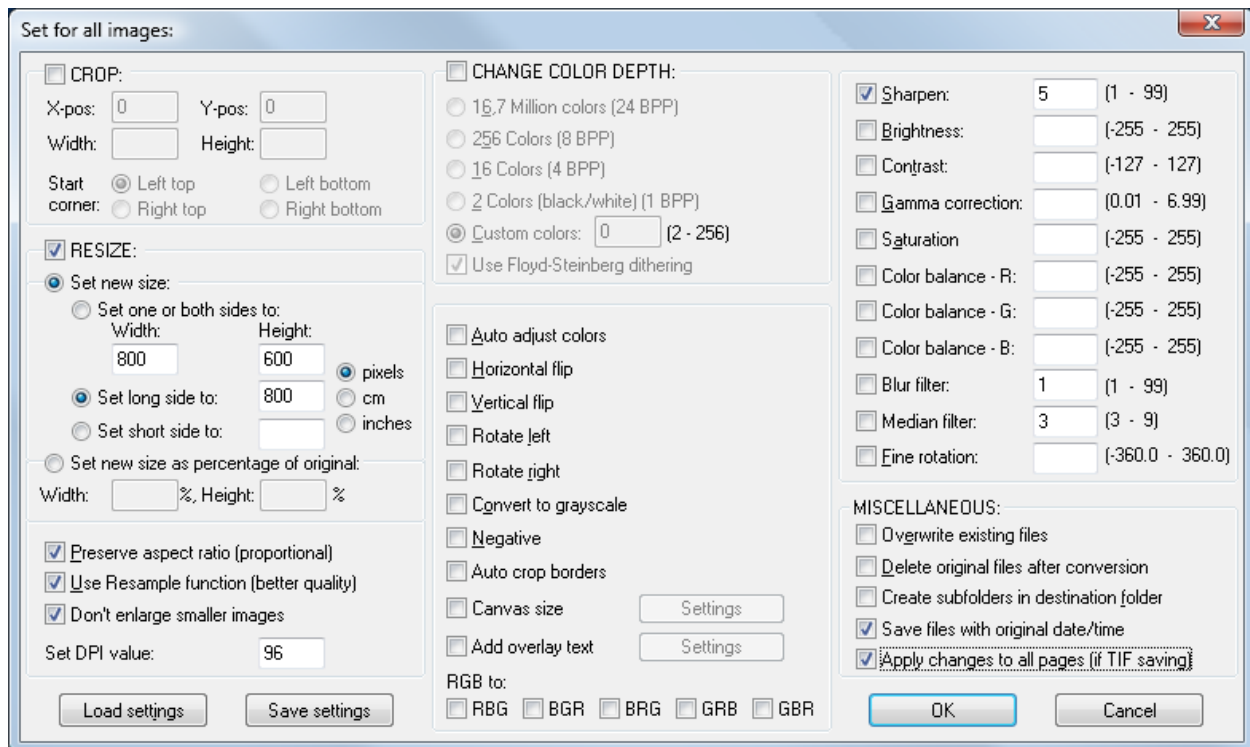 Set for all images:
CROP:
X-pos: 0 Y-pos: 0
Width: Height:
Start corner:
Left top Left bottom
Right top Right bottom
RESIZE:
Set new size:
Set one or both sides to:
Width: Height:
800 600
Set long side to: 800
Set short side to:
pixels
cm
inches
Set new size as percentage of original:
Width: %, Height: %
Preserve aspect ratio (proportional)
Use Resample function (better quality)
Don't enlarge smaller images
Set DPI value: 96
Load settings Save settings
CHANGE COLOR DEPTH:
16,7 Million colors (24 BPP)
256 Colors (8 BPP)
16 Colors (4 BPP)
2 Colors (black/white) (1 BPP)
Custom colors: 0 (2 - 256)
Use Floyd-Steinberg dithering
Auto adjust colors
Horizontal flip
Vertical flip
Rotate left
Rotate right
Convert to grayscale
Negative
Auto crop borders
Canvas size Settings
Add overlay text Settings
RGB to:
RBG BGR BRG GRB GBR
Sharpen: 5 (1 - 99)
Brightness: (-255 - 255)
Contrast: (-127 - 127)
Gamma correction: (0.01 - 6.99)
Saturation (-255 - 255)
Color balance - R: (-255 - 255)
Color balance - G: (-255 - 255)
Color balance - B: (-255 - 255)
Blur filter: 1 (1 - 99)
Median filter: 3 (3 - 9)
Fine rotation: (-360.0 - 360.0)
MISCELLANEOUS:
Overwrite existing files
Delete original files after conversion
Create subfolders in destination folder
Save files with original date/time
Apply changes to all pages (if TIF saving)
OK Cancel